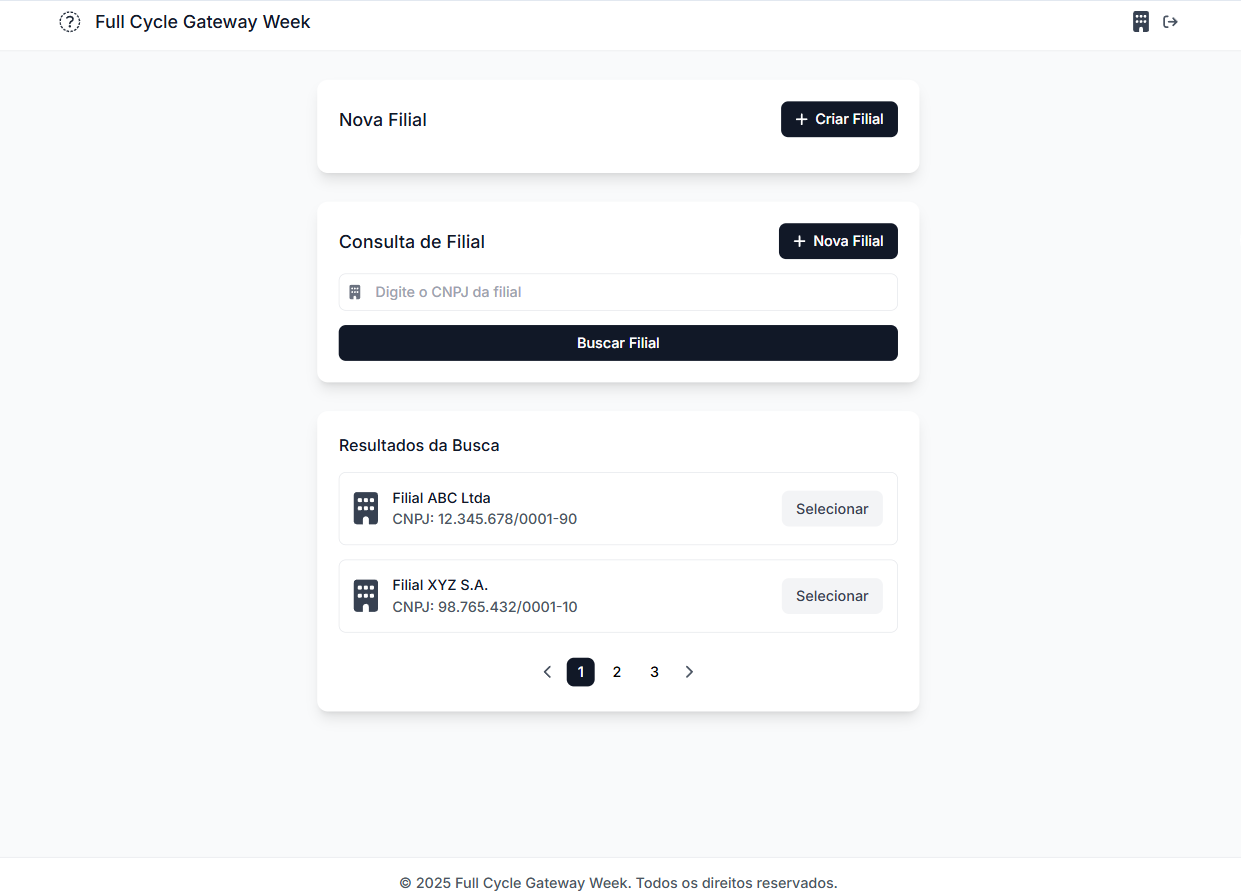 Full Cycle Gateway Week
Nova Filial
+ Criar Filial
Consulta de Filial
+ Nova Filial
Digite o CNPJ da filial
Buscar Filial
Resultados da Busca
Filial ABC Ltda
CNPJ: 12.345.678/0001-90
Selecionar
Filial XYZ S.A.
CNPJ: 98.765.432/0001-10
Selecionar
1 2 3
© 2025 Full Cycle Gateway Week. Todos os direitos reservados.